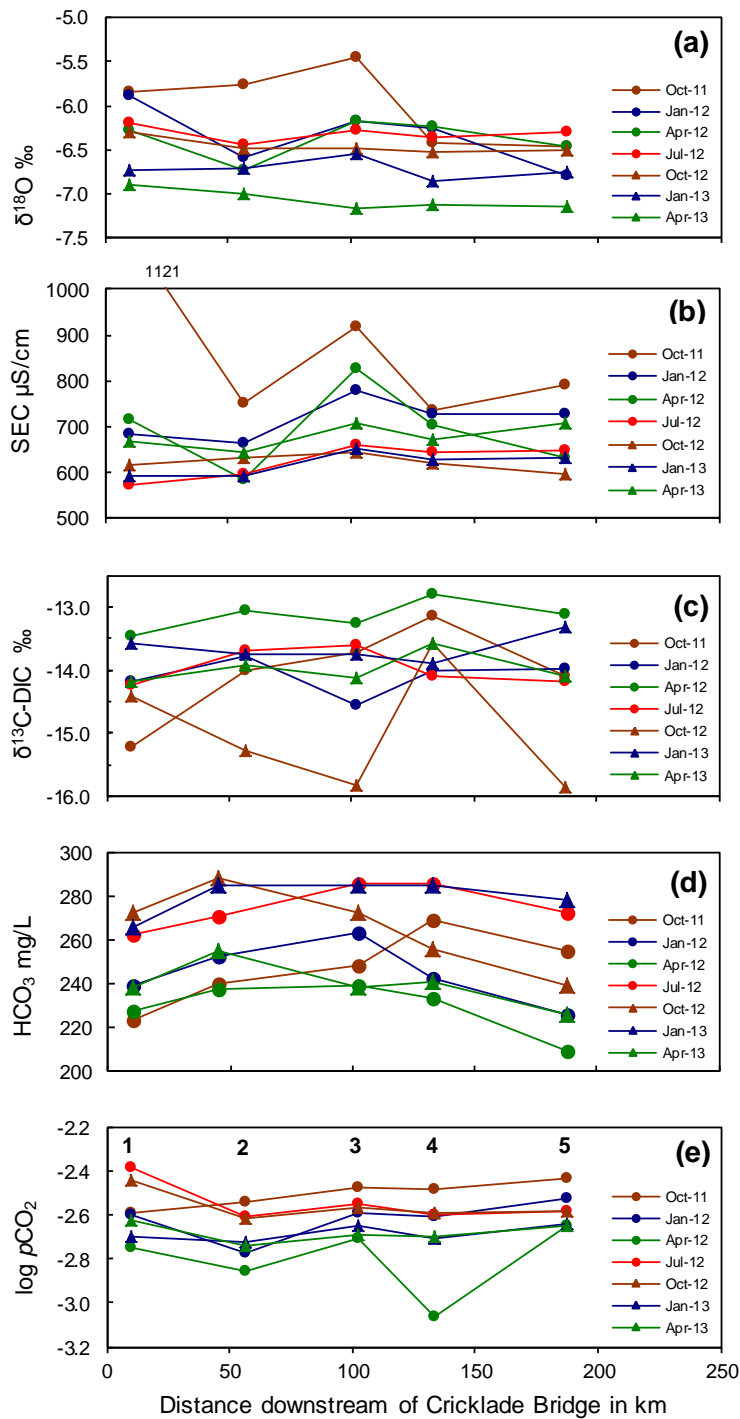 (a)
δ¹⁸O ‰
-5.0
-5.5
-6.0
-6.5
-7.0
-7.5
Oct-11
Jan-12
Apr-12
Jul-12
Oct-12
Jan-13
Apr-13
1121
(b)
SEC µS/cm
1000
900
800
700
600
500
Oct-11
Jan-12
Apr-12
Jul-12
Oct-12
Jan-13
Apr-13
(c)
δ¹³C-DIC ‰
-13.0
-14.0
-15.0
-16.0
Oct-11
Jan-12
Apr-12
Jul-12
Oct-12
Jan-13
Apr-13
(d)
HCO₃ mg/L
300
280
260
240
220
200
Oct-11
Jan-12
Apr-12
Jul-12
Oct-12
Jan-13
Apr-13
(e)
log pCO₂
-2.2
-2.4
-2.6
-2.8
-3.0
-3.2
1 2 3 4 5
Oct-11
Jan-12
Apr-12
Jul-12
Oct-12
Jan-13
Apr-13
0 50 100 150 200 250
Distance downstream of Cricklade Bridge in km